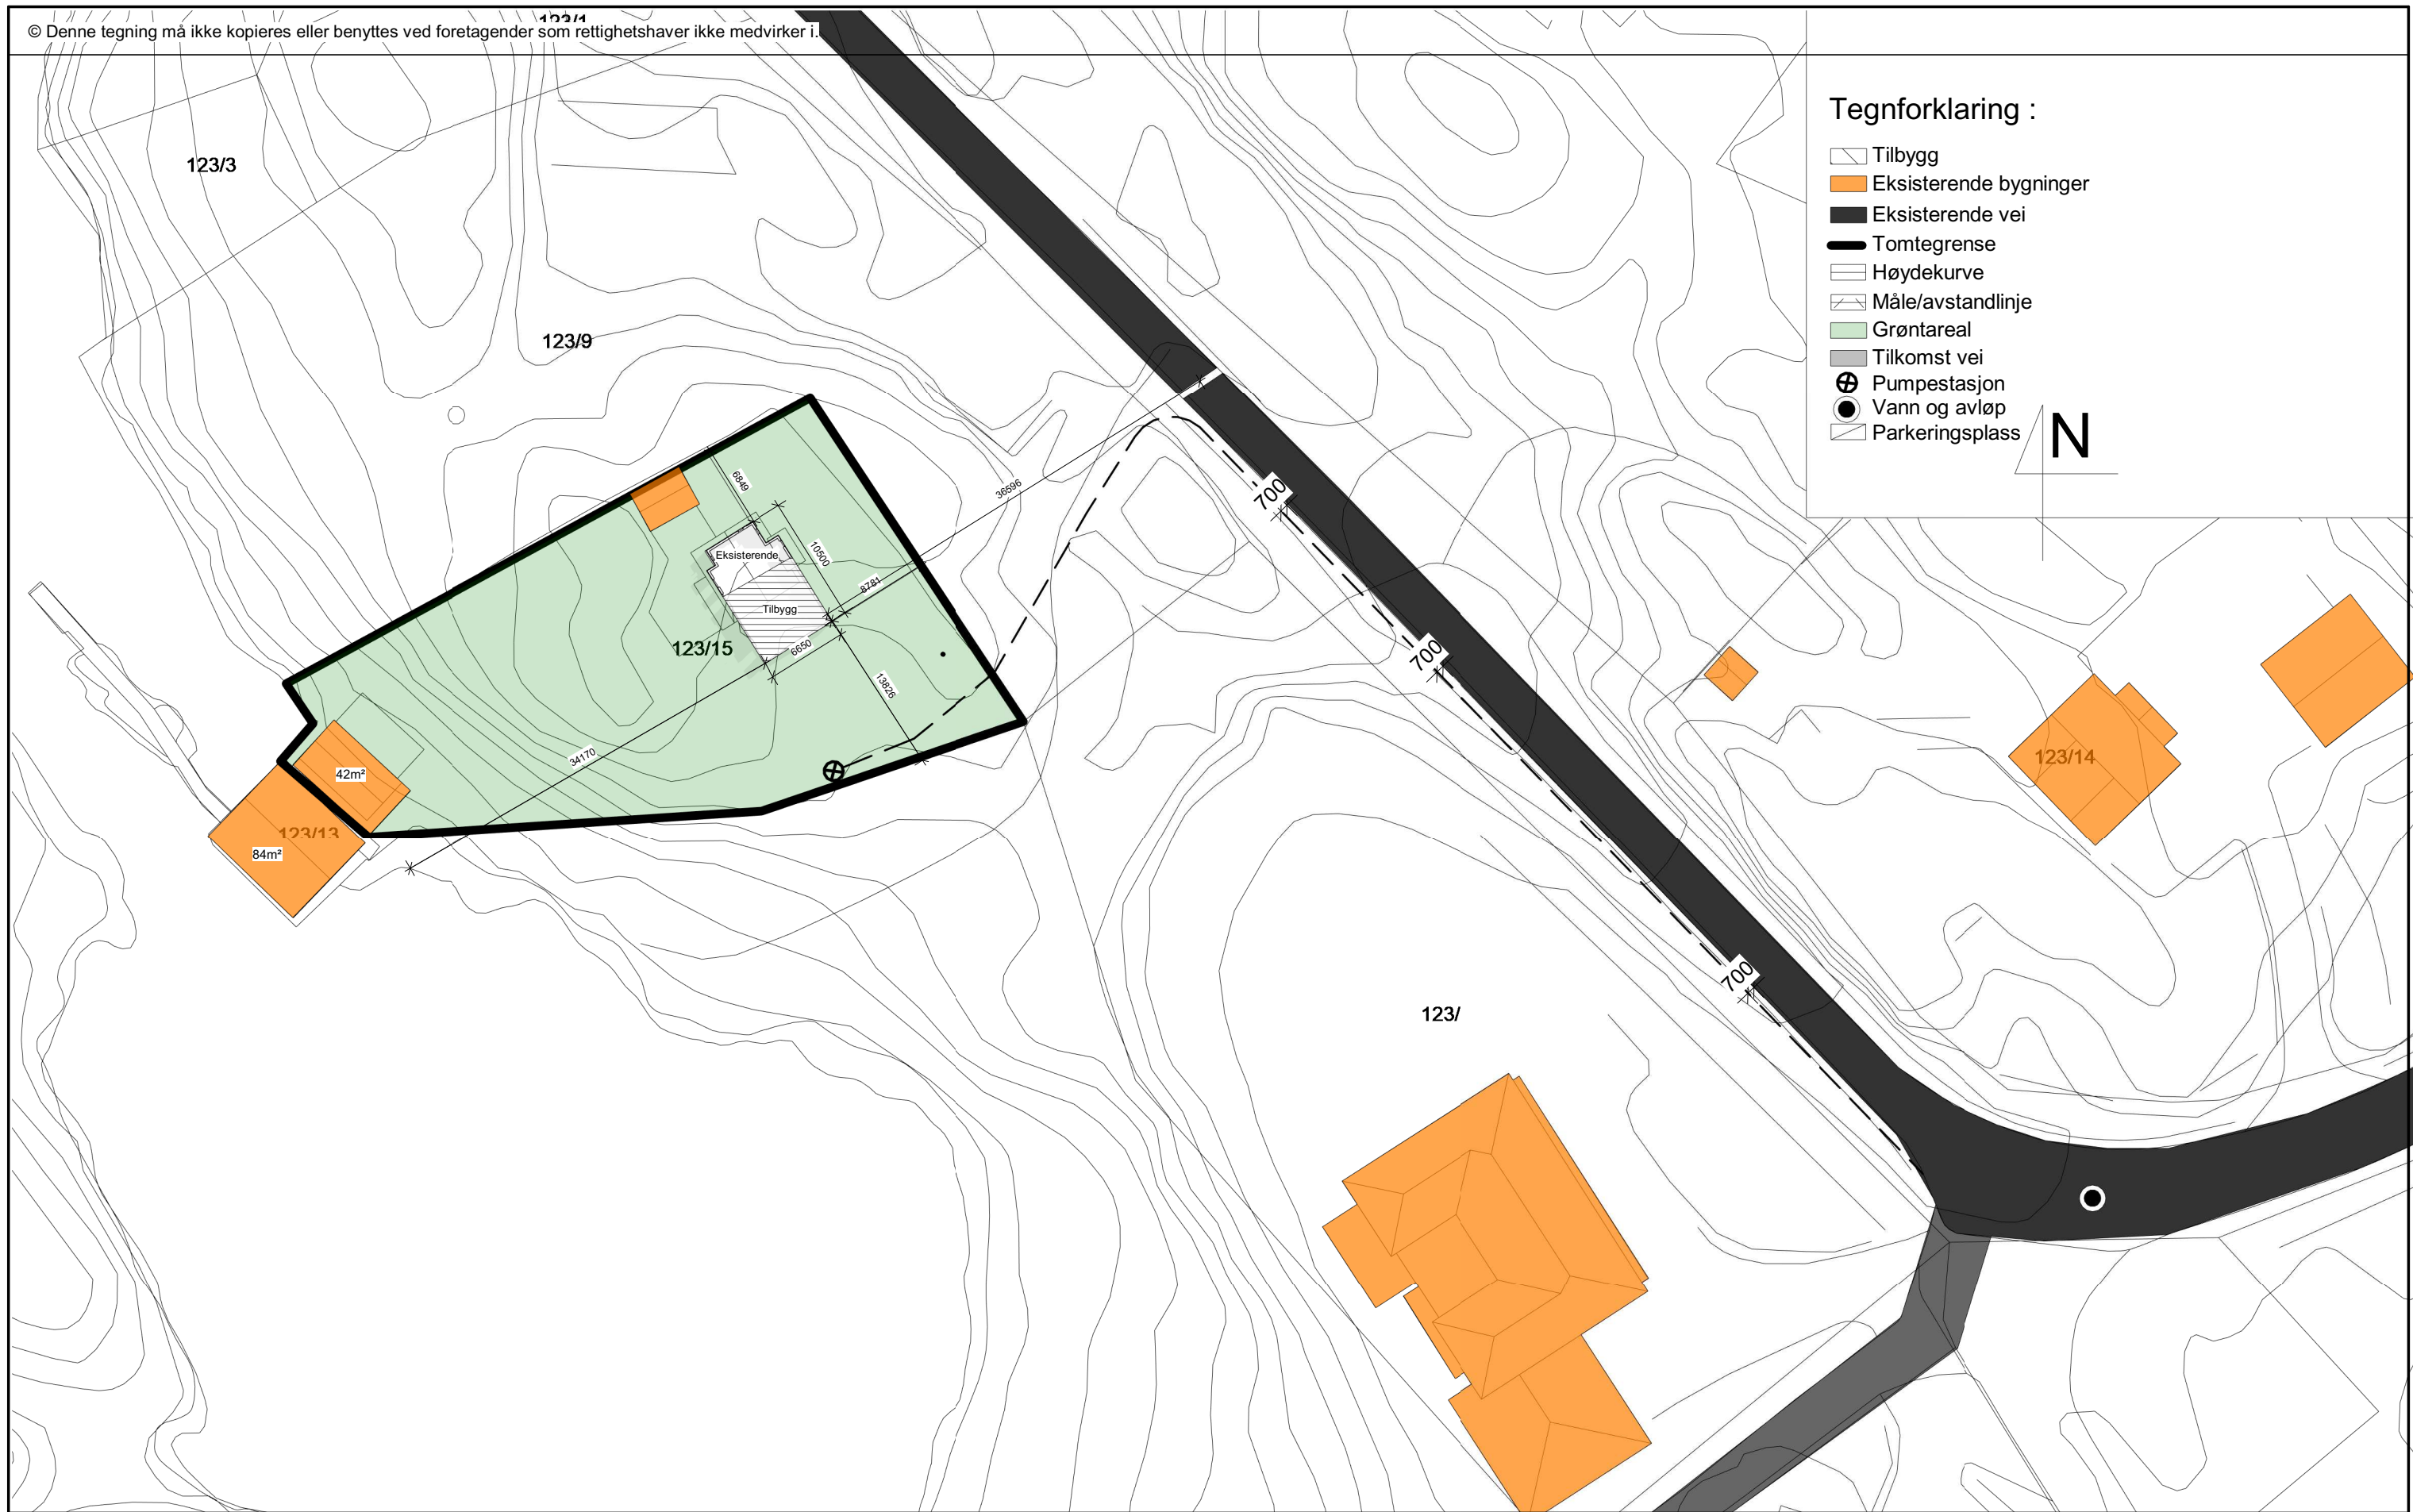 123/1
© Denne tegning må ikke kopieres eller benyttes ved foretagender som rettighetshaver ikke medvirker i.
Tegnforklaring :
Tilbygg
Eksisterende bygninger
Eksisterende vei
Tomtegrense
Høydekurve
Måle/avstandlinje
Grøntareal
Tilkomst vei
Pumpestasjon
Vann og avløp
Parkeringsplass
N
123/3
123/9
6849
36596
700
Eksisterende
10500
8781
Tilbygg
123/15
6650
700
13826
34170
42m²
123/14
123/13
84m²
700
123/